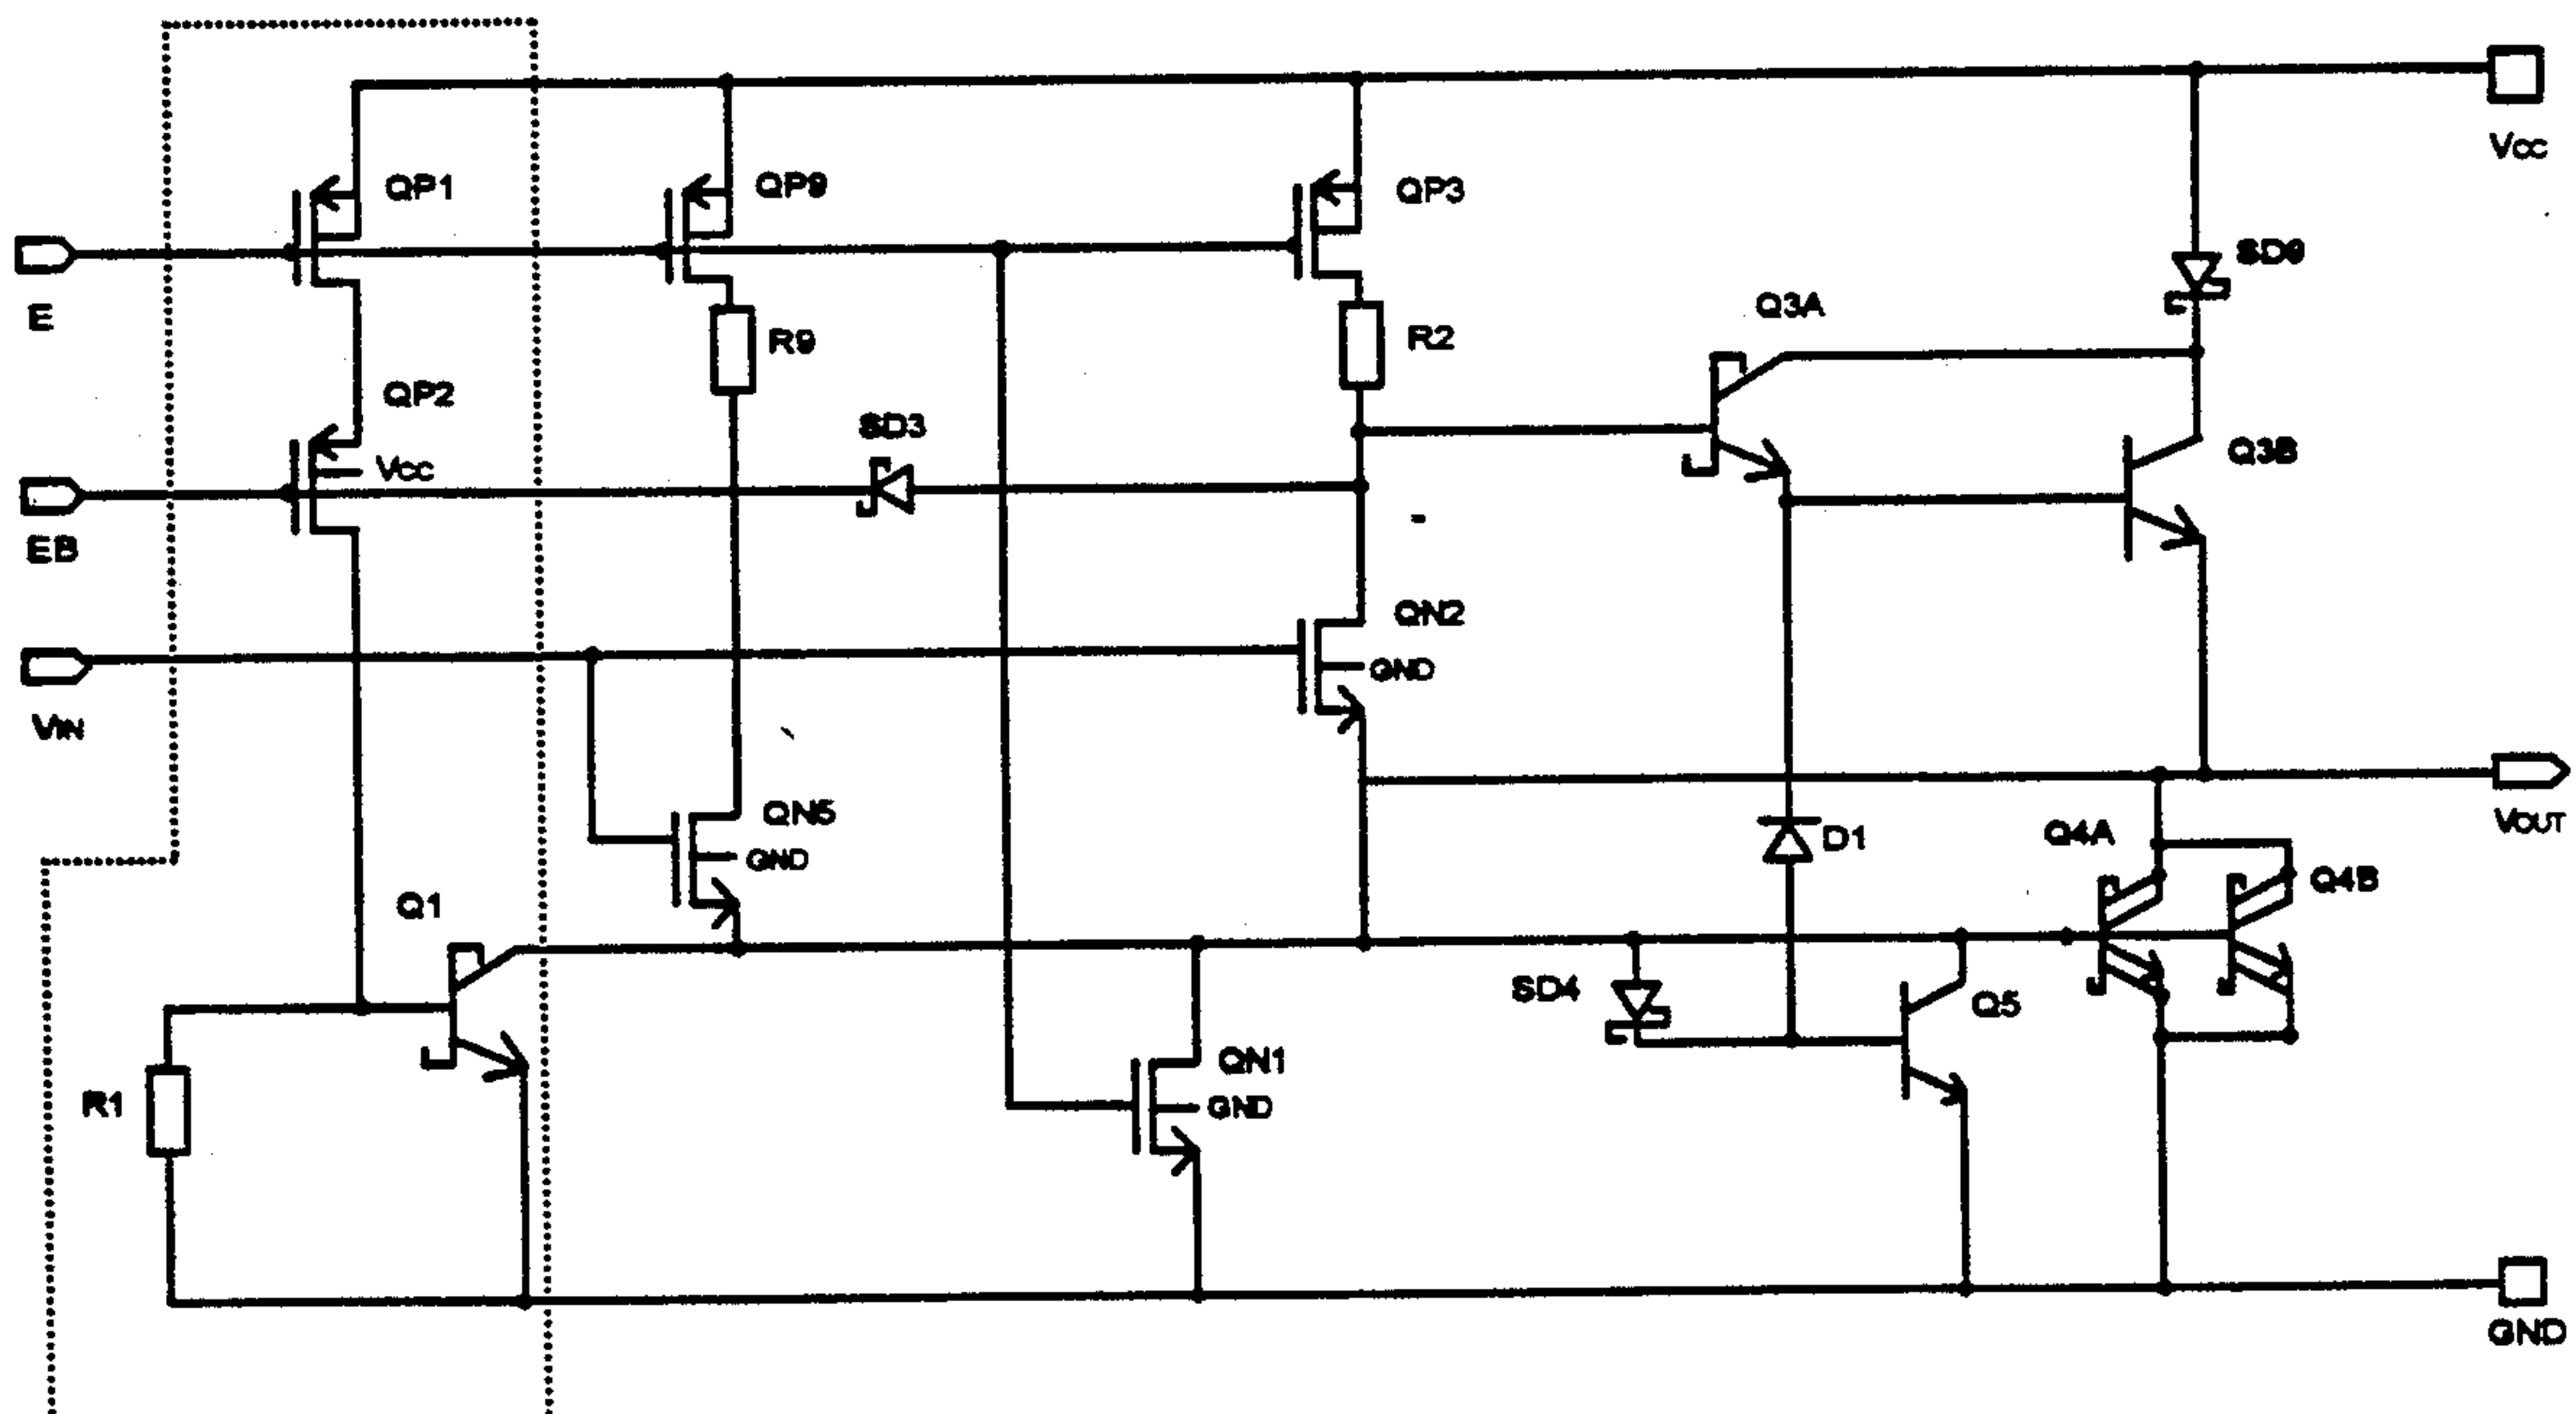 Vcc
QP1
QP9
QP3
E
SD9
Q3A
R9
R2
QP2
SD3
Vcc
Q3B
EB
QN2
GND
VIN
VOUT
QN5
GND
D1
Q4A
Q4B
Q1
SD4
Q5
QN1
GND
R1
GND